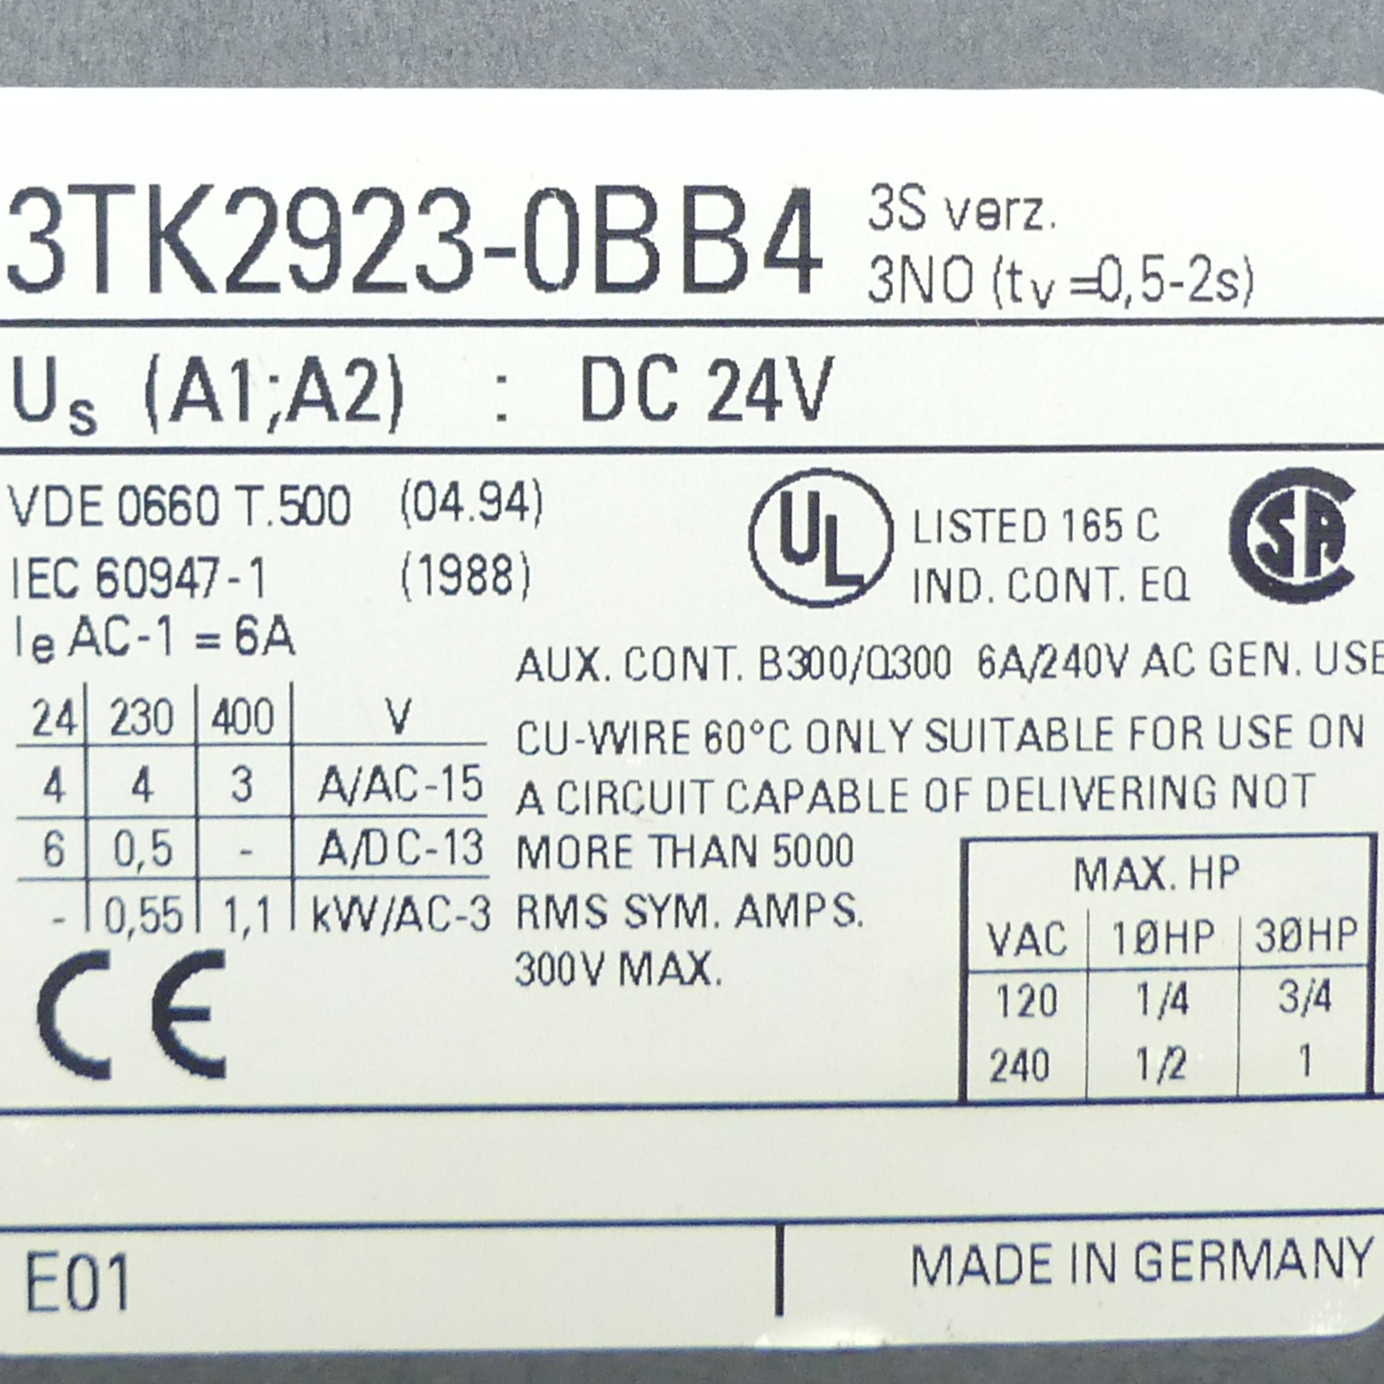 3TK2923-0BB4
3S verz.
3NO (tv=0,5-2s)
Us (A1;A2) : DC 24V
VDE 0660 T.500 (04.94)
IEC 60947-1 (1988)
Ie AC-1 = 6A
UL LISTED 165 C
IND. CONT. EQ
SA
24 230 400 V
4 4 3 A/AC-15
6 0,5 - A/DC-13
- 0,55 1,1 kW/AC-3
CE
AUX. CONT. B300/Q300 6A/240V AC GEN. USE
CU-WIRE 60°C ONLY SUITABLE FOR USE ON
A CIRCUIT CAPABLE OF DELIVERING NOT
MORE THAN 5000
RMS SYM. AMPS.
300V MAX.
MAX. HP
VAC 1ØHP 3ØHP
120 1/4 3/4
240 1/2 1
E01
MADE IN GERMANY